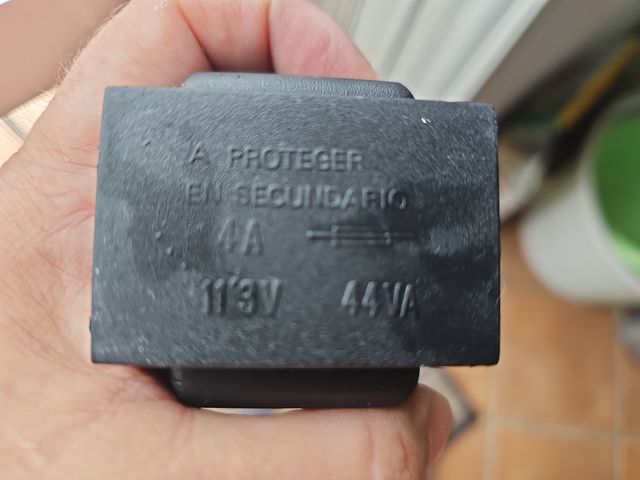 A PROTEGER
EN SECUNDARIO
4A
11'3V 44VA